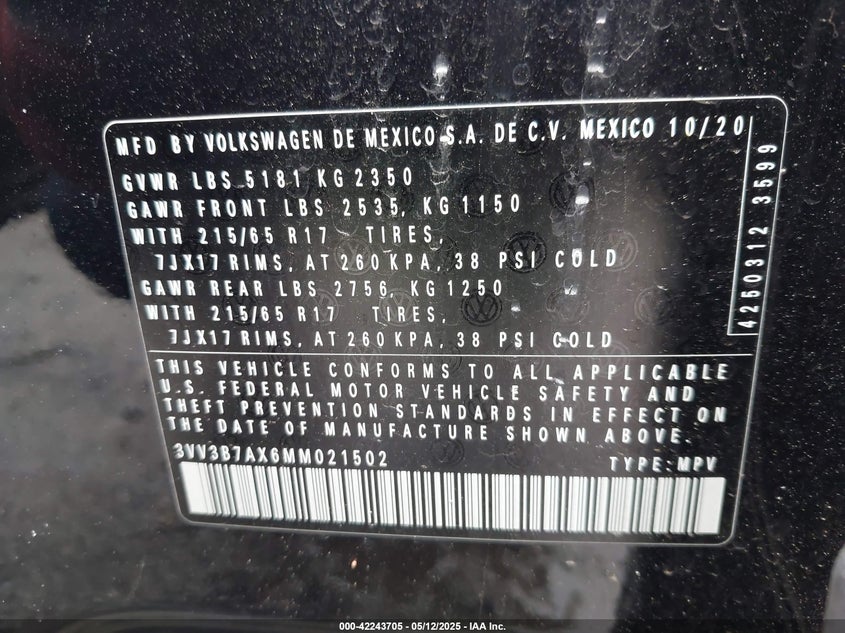 MFD BY VOLKSWAGEN DE MEXICO S.A. DE C.V. MEXICO 10/20
GVWR LBS 5181 KG 2350
GAWR FRONT LBS 2535, KG 1150
WITH 215/65 R17 TIRES,
7JX17 RIMS, AT 260 KPA, 38 PSI COLD
GAWR REAR LBS 2756, KG 1250
WITH 215/65 R17 TIRES,
7JX17 RIMS, AT 260 KPA, 38 PSI COLD
4250312 3599
THIS VEHICLE CONFORMS TO ALL APPLICABLE
U.S. FEDERAL MOTOR VEHICLE SAFETY AND
THEFT PREVENTION STANDARDS IN EFFECT ON
THE DATE OF MANUFACTURE SHOWN ABOVE.
3VV3B7AX6MM021502 TYPE:MPV
000-42243705 - 05/12/2025 - IAA Inc.